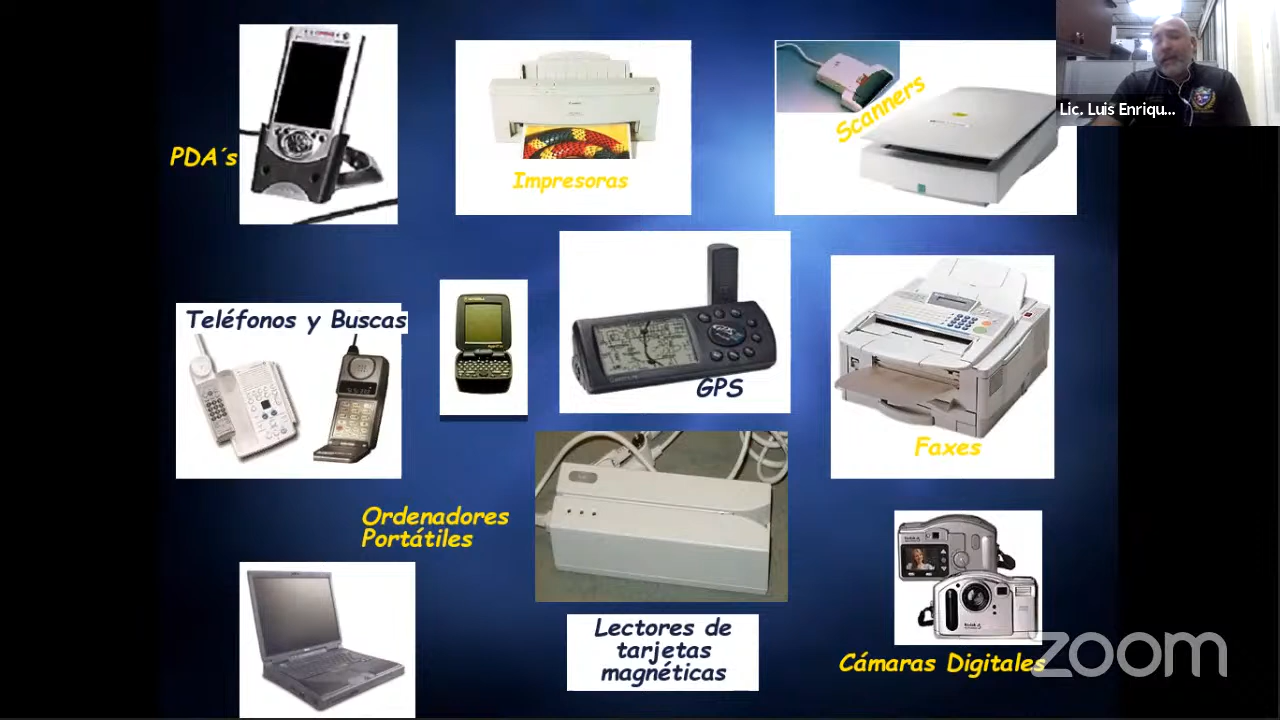 Lic. Luis Enriqu...
PDA´s
Impresoras
Scanners
Teléfonos y Buscas
GPS
Faxes
Ordenadores
Portátiles
Lectores de
tarjetas
magnéticas
Cámaras Digitales
zoom